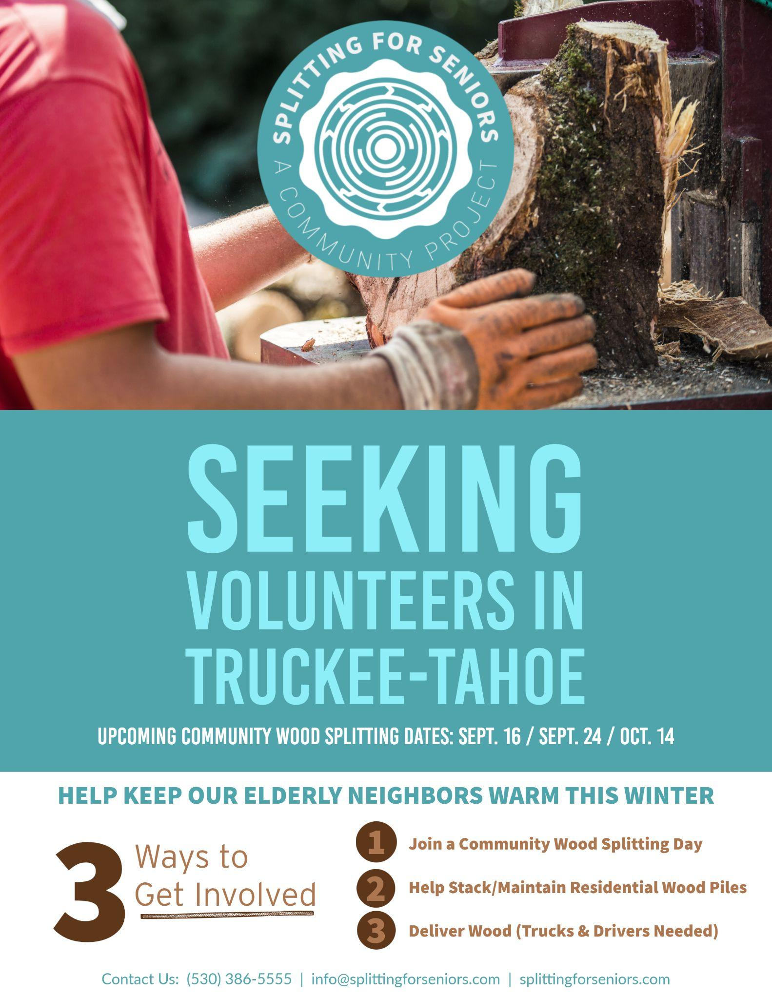 SPLITTING FOR SENIORS
A COMMUNITY PROJECT
SEEKING
VOLUNTEERS IN
TRUCKEE-TAHOE
UPCOMING COMMUNITY WOOD SPLITTING DATES: SEPT. 16 / SEPT. 24 / OCT. 14
HELP KEEP OUR ELDERLY NEIGHBORS WARM THIS WINTER
3 Ways to
Get Involved
1 Join a Community Wood Splitting Day
2 Help Stack/Maintain Residential Wood Piles
3 Deliver Wood (Trucks & Drivers Needed)
Contact Us: (530) 386-5555 | info@splittingforseniors.com | splittingforseniors.com